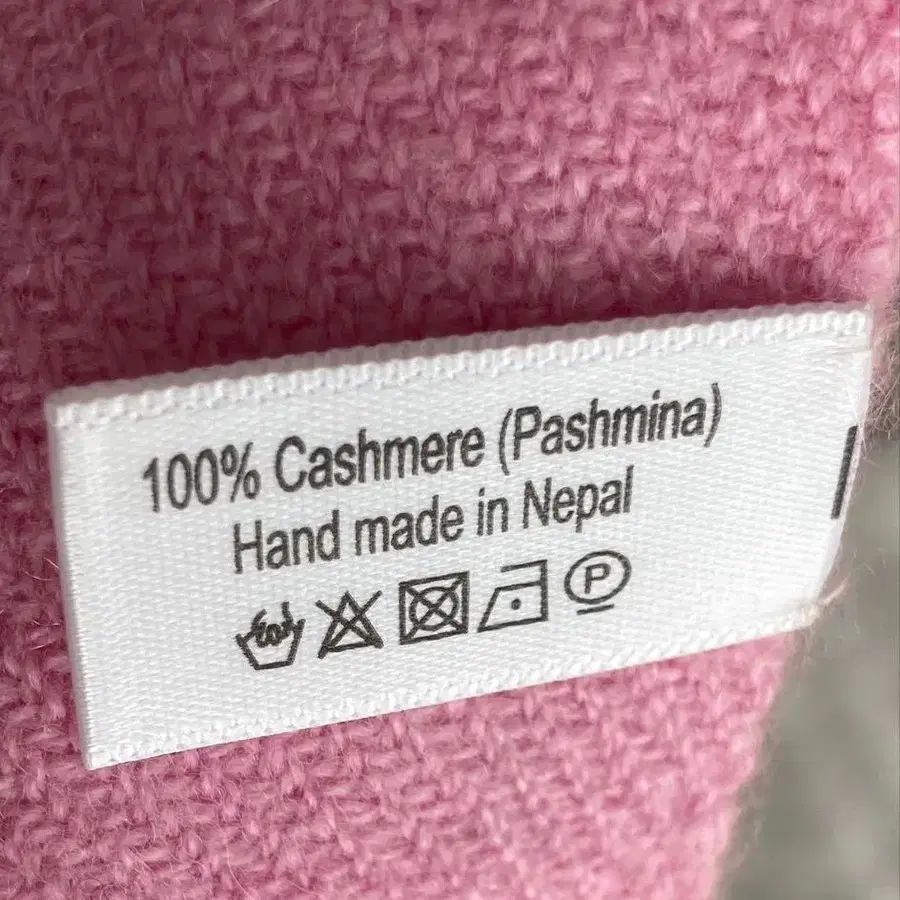 100% Cashmere (Pashmina)
Hand made in Nepal
P